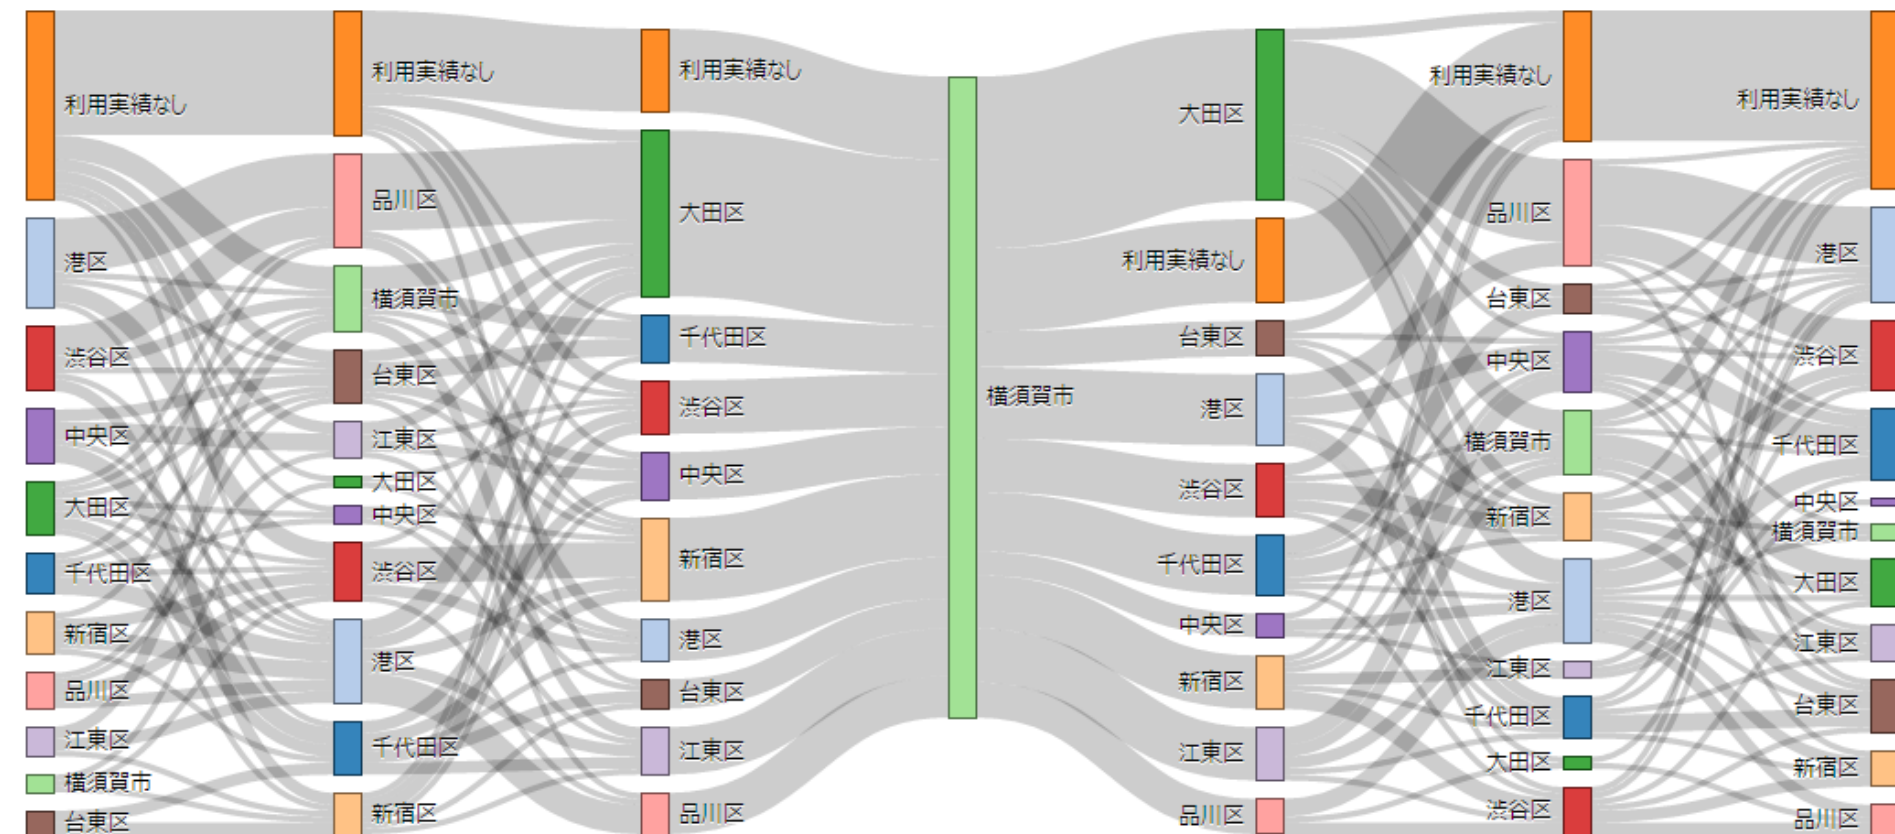 利用実績なし
港区
渋谷区
中央区
大田区
千代田区
新宿区
品川区
江東区
横須賀市
台東区
利用実績なし
品川区
横須賀市
台東区
江東区
大田区
中央区
渋谷区
港区
千代田区
新宿区
利用実績なし
大田区
千代田区
渋谷区
中央区
新宿区
港区
台東区
江東区
品川区
横須賀市
大田区
利用実績なし
台東区
港区
渋谷区
千代田区
中央区
新宿区
江東区
品川区
利用実績なし
品川区
台東区
中央区
横須賀市
新宿区
港区
江東区
千代田区
大田区
渋谷区
利用実績なし
港区
渋谷区
千代田区
中央区
横須賀市
大田区
江東区
台東区
新宿区
品川区